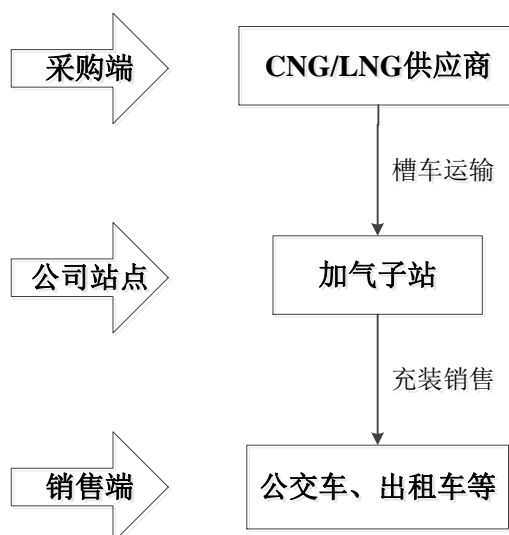 采购端
CNG/LNG供应商
槽车运输
公司站点
加气子站
充装销售
销售端
公交车、出租车等